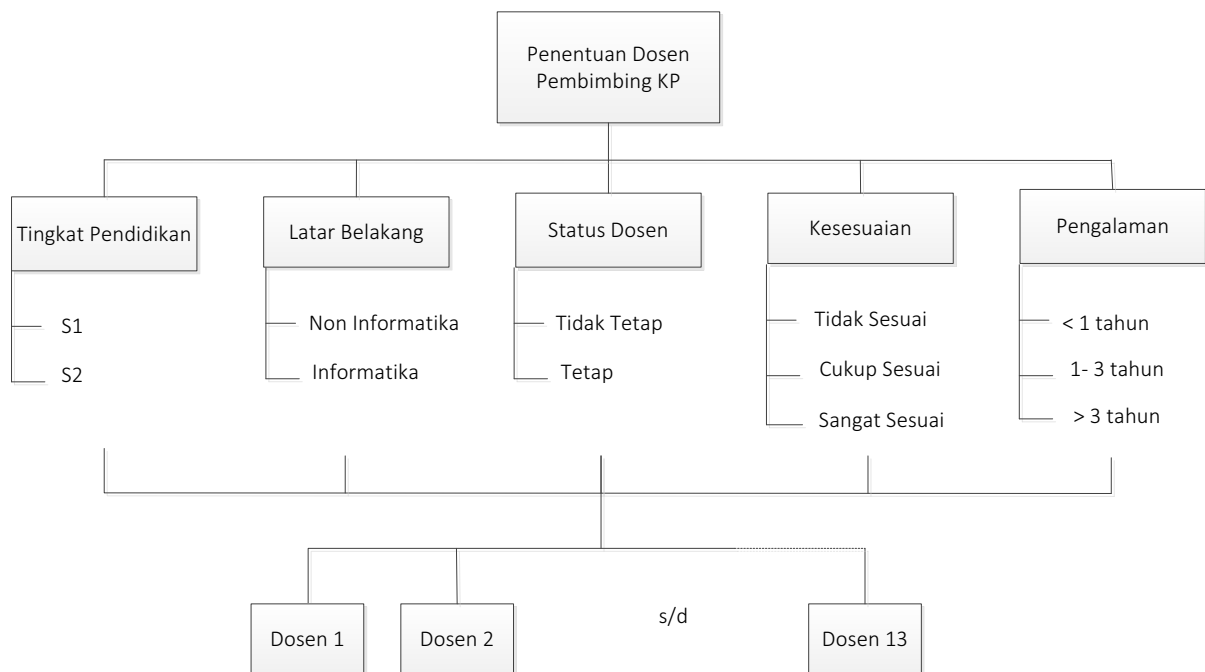 Penentuan Dosen
Pembimbing KP
Tingkat Pendidikan
Latar Belakang
Status Dosen
Kesesuaian
Pengalaman
S1
S2
Non Informatika
Informatika
Tidak Tetap
Tetap
Tidak Sesuai
Cukup Sesuai
Sangat Sesuai
< 1 tahun
1- 3 tahun
> 3 tahun
Dosen 1
Dosen 2
s/d
Dosen 13